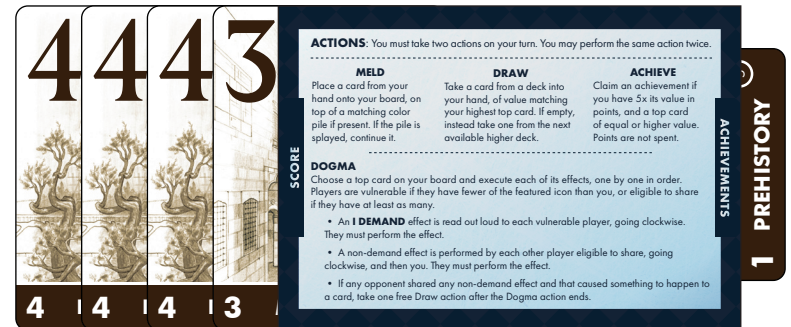 4
4
4
3
4
4
4
3
SCORE
ACTIONS: You must take two actions on your turn. You may perform the same action twice.
MELD
Place a card from your
hand onto your board, on
top of a matching color
pile if present. If the pile is
splayed, continue it.
DRAW
Take a card from a deck into
your hand, of value matching
your highest top card. If empty,
instead take one from the next
available higher deck.
ACHIEVE
Claim an achievement if
you have 5x its value in
points, and a top card
of equal or higher value.
Points are not spent.
DOGMA
Choose a top card on your board and execute each of its effects, one by one in order.
Players are vulnerable if they have fewer of the featured icon than you, or eligible to share
if they have at least as many.
• An I DEMAND effect is read out loud to each vulnerable player, going clockwise.
They must perform the effect.
• A non-demand effect is performed by each other player eligible to share, going
clockwise, and then you. They must perform the effect.
• If any opponent shared any non-demand effect and that caused something to happen to
a card, take one free Draw action after the Dogma action ends.
ACHIEVEMENTS
1 PREHISTORY